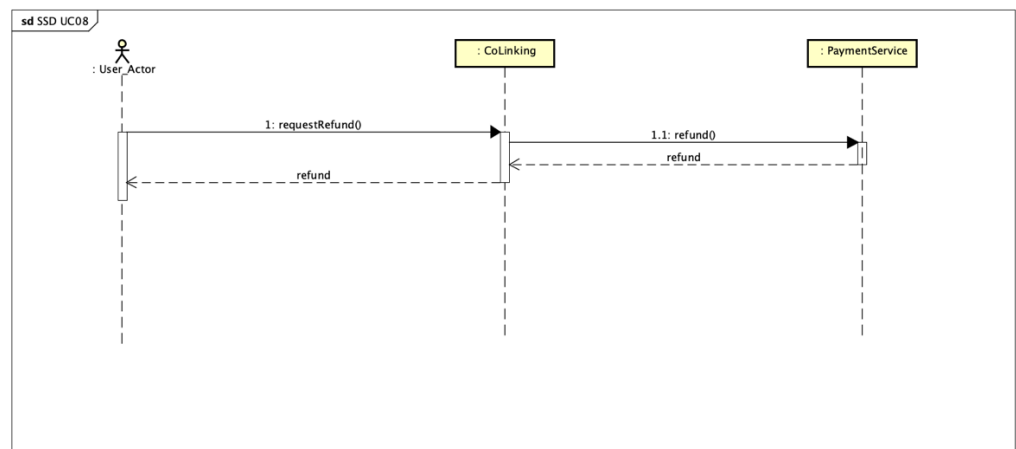 sd SSD UC08
: User_Actor
: CoLinking
: PaymentService
1: requestRefund()
1.1: refund()
refund
refund